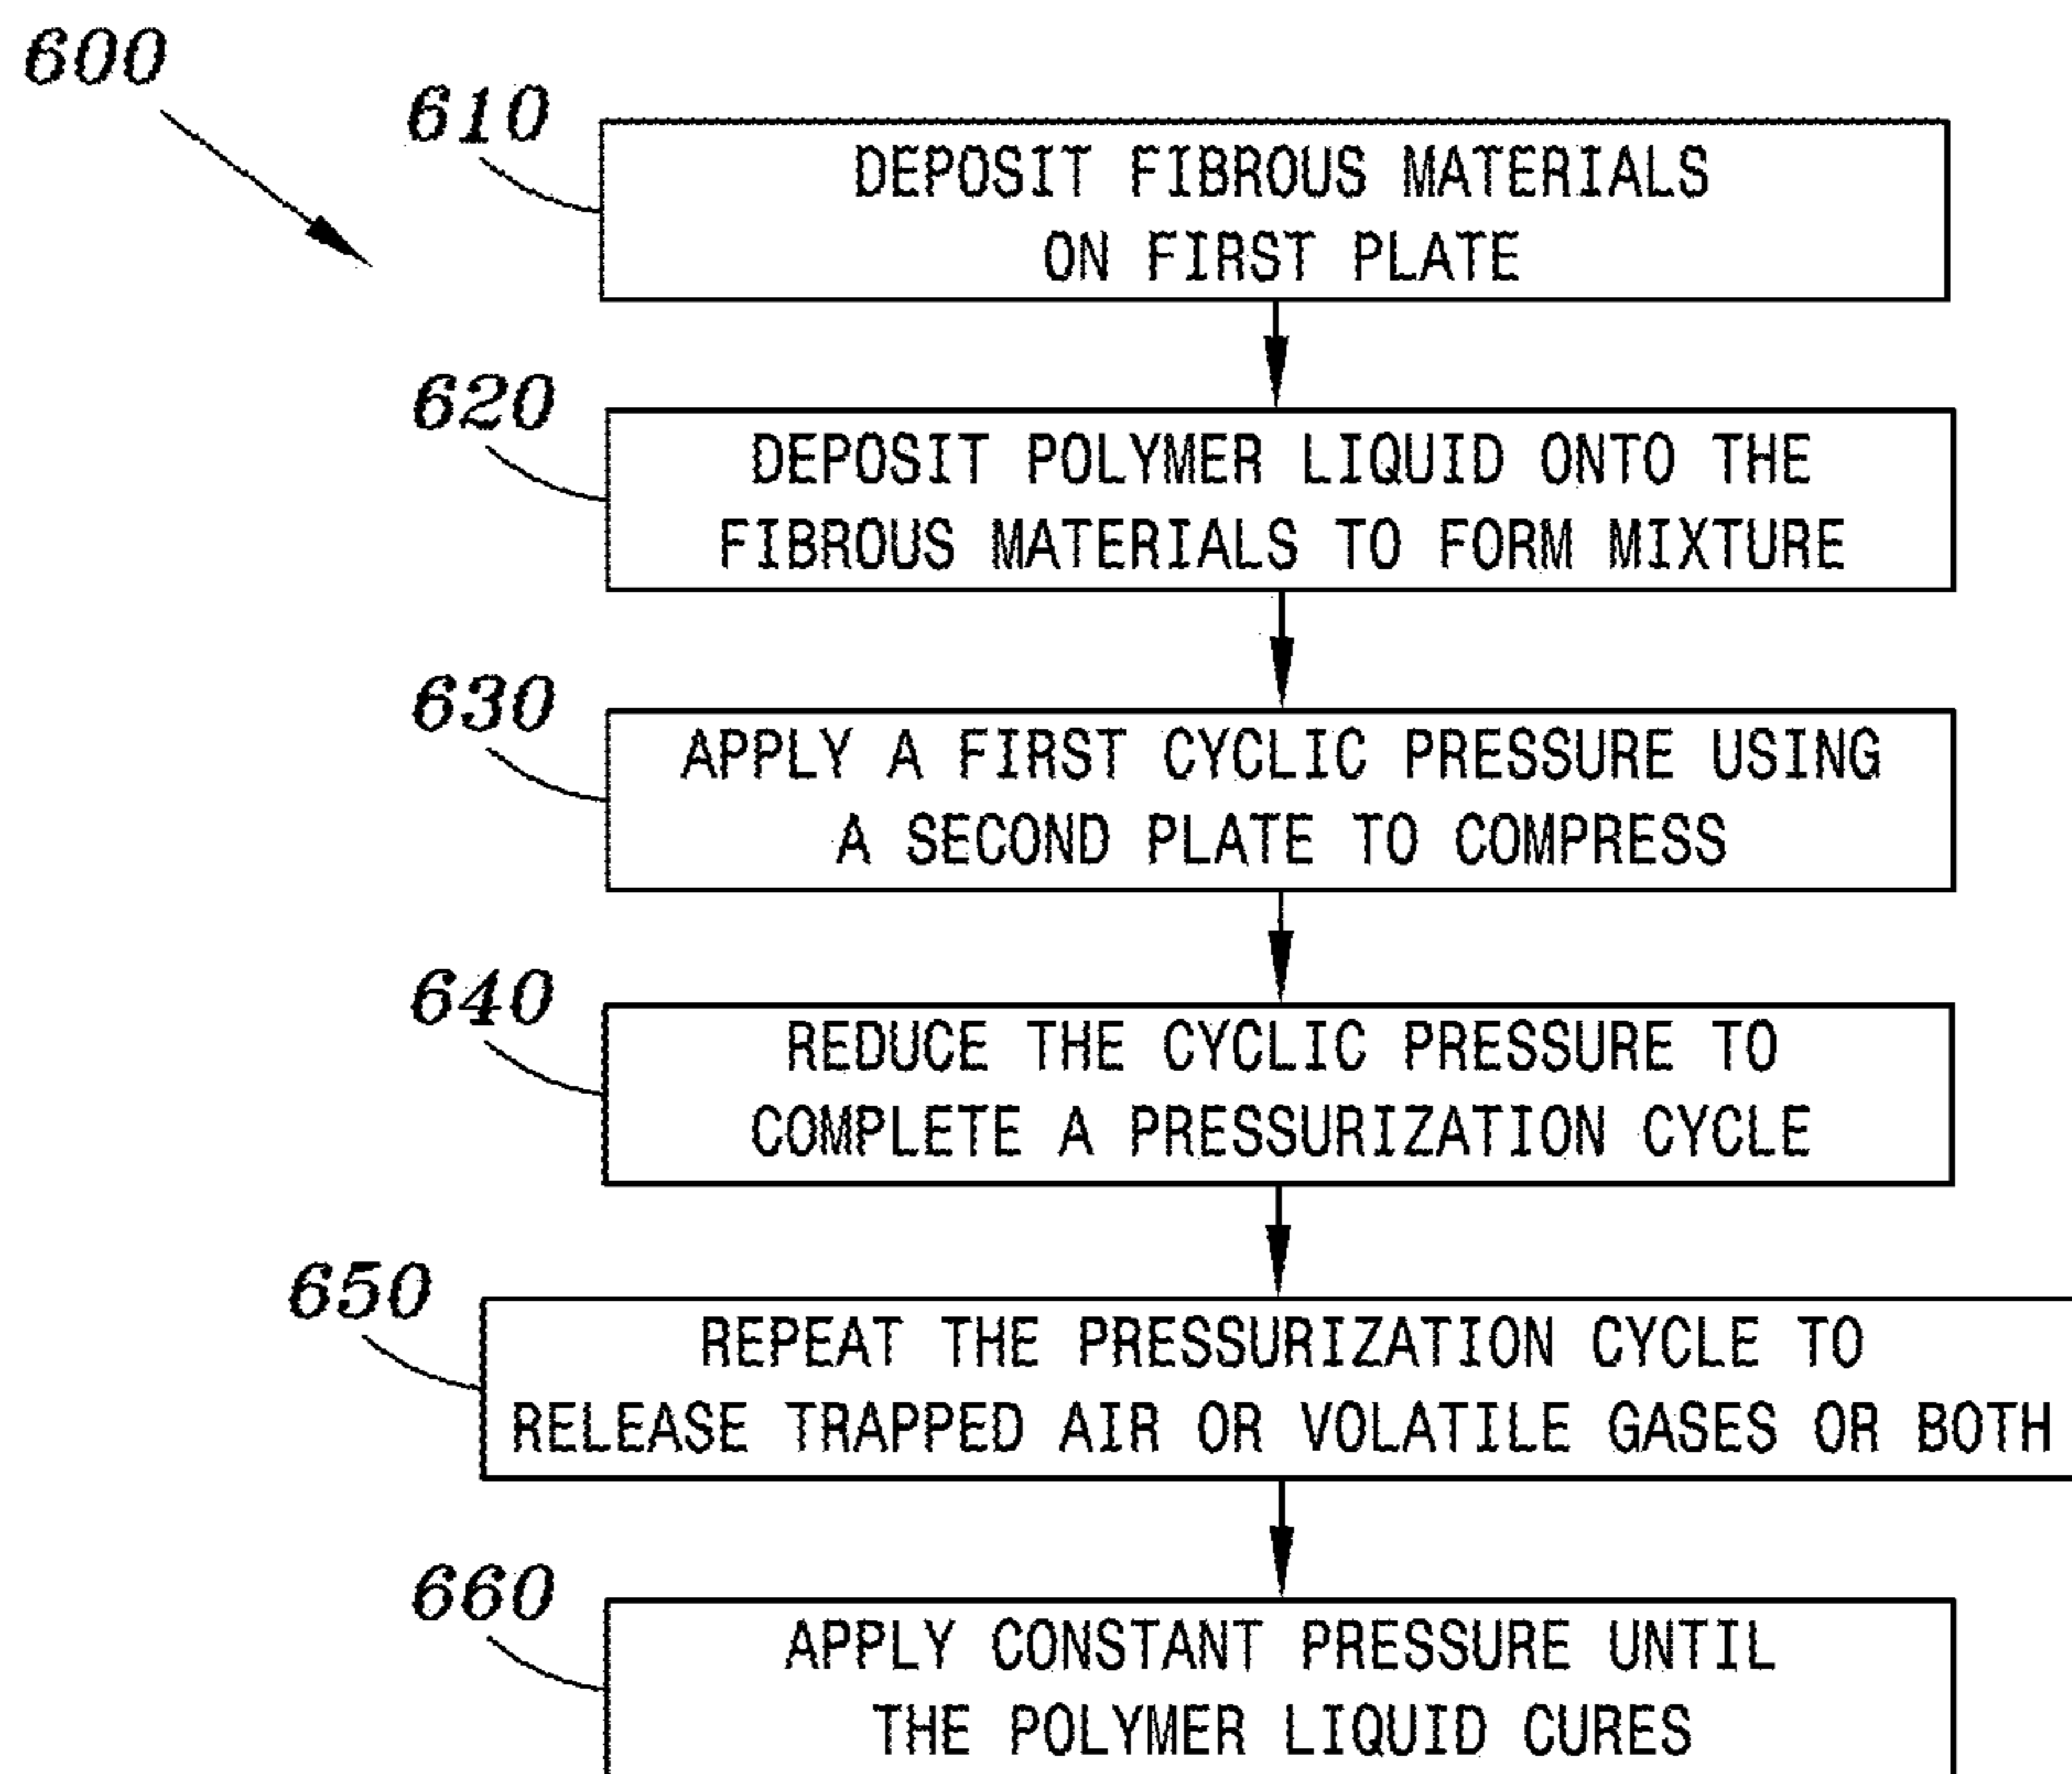 600
610
DEPOSIT FIBROUS MATERIALS
ON FIRST PLATE
620
DEPOSIT POLYMER LIQUID ONTO THE
FIBROUS MATERIALS TO FORM MIXTURE
630
APPLY A FIRST CYCLIC PRESSURE USING
A SECOND PLATE TO COMPRESS
640
REDUCE THE CYCLIC PRESSURE TO
COMPLETE A PRESSURIZATION CYCLE
650
REPEAT THE PRESSURIZATION CYCLE TO
RELEASE TRAPPED AIR OR VOLATILE GASES OR BOTH
660
APPLY CONSTANT PRESSURE UNTIL
THE POLYMER LIQUID CURES